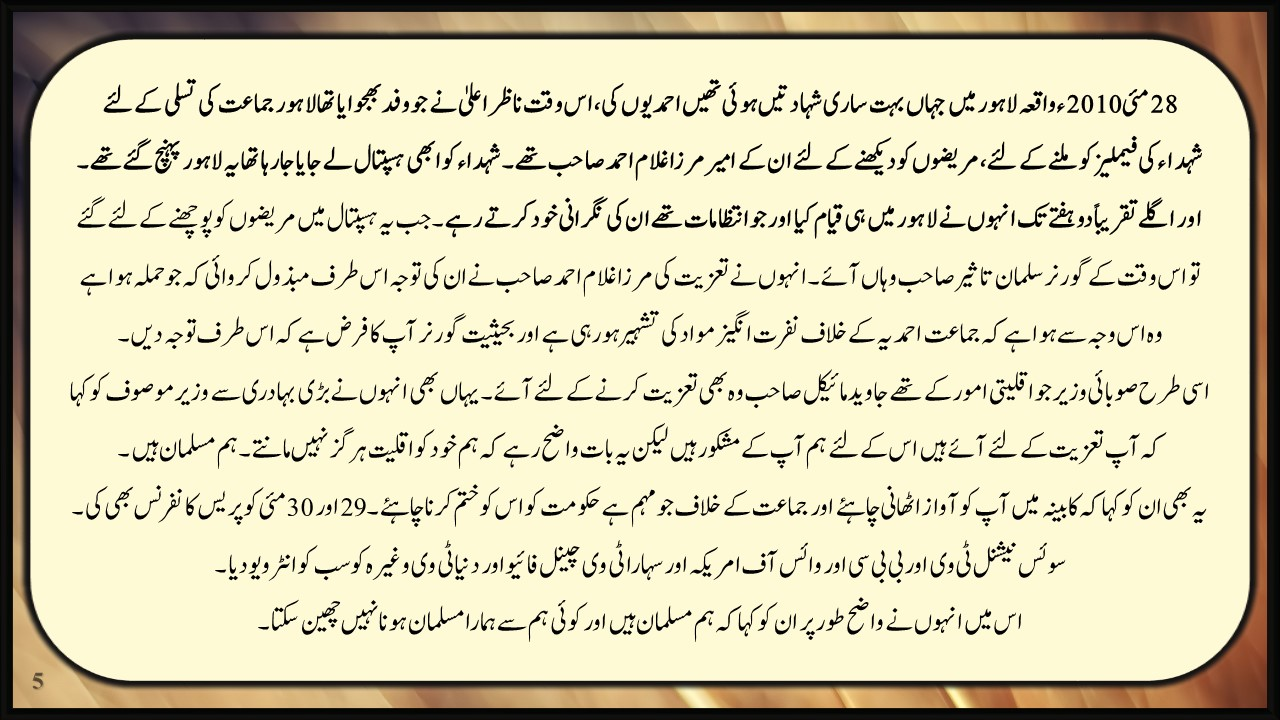 28 مئی2010ء واقعہ لاہور میں جہاں بہت ساری شہادتیں ہوئی تھیں احمدیوں کی، اس وقت ناظر اعلیٰ نے جو وفد بھجوایا تھا لاہور جماعت کی تسلی کے لئے
شہداء کی فیملیز کو ملنے کے لئے، مریضوں کو دیکھنے کے لئے ان کے امیر مرزا غلام احمد صاحب تھے۔ شہداء کو ابھی ہسپتال لے جایا جا رہا تھا یہ لاہور پہنچ گئے تھے۔
اور اگلے تقریباً دو ہفتے تک انہوں نے لاہور میں ہی قیام کیا اور جو انتظامات تھے ان کی نگرانی خود کرتے رہے۔ جب یہ ہسپتال میں مریضوں کو پوچھنے کے لئے گئے
تو اس وقت کے گورنر سلمان تاثیر صاحب وہاں آئے۔ انہوں نے تعزیت کی مرزا غلام احمد صاحب نے ان کی توجہ اس طرف مبذول کروائی کہ جو حملہ ہوا ہے
وہ اس وجہ سے ہوا ہے کہ جماعت احمدیہ کے خلاف نفرت انگیز مواد کی تشہیر ہو رہی ہے اور بحیثیت گورنر آپ کا فرض ہے کہ اس طرف توجہ دیں۔
اسی طرح صوبائی وزیر جو اقلیتی امور کے تھے جاوید مائیکل صاحب وہ بھی تعزیت کرنے کے لئے آئے۔ یہاں بھی انہوں نے بڑی بہادری سے وزیر موصوف کو کہا
کہ آپ تعزیت کے لئے آئے ہیں اس کے لئے ہم آپ کے مشکور ہیں لیکن یہ بات واضح رہے کہ ہم خود کو اقلیت ہرگز نہیں مانتے۔ ہم مسلمان ہیں۔
یہ بھی ان کو کہا کہ کابینہ میں آپ کو آواز اٹھانی چاہئے اور جماعت کے خلاف جو مہم ہے حکومت کو اس کو ختم کرنا چاہئے۔ 29 اور 30 مئی کو پریس کانفرنس بھی کی۔
سوئس نیشنل ٹی وی اور بی بی سی اور وائس آف امریکہ اور سہارا ٹی وی چینل فائیو اور دنیا ٹی وی وغیرہ کو سب کو انٹرویو دیا۔
اس میں انہوں نے واضح طور پر ان کو کہا کہ ہم مسلمان ہیں اور کوئی ہم سے ہمارا مسلمان ہونا نہیں چھین سکتا۔
5